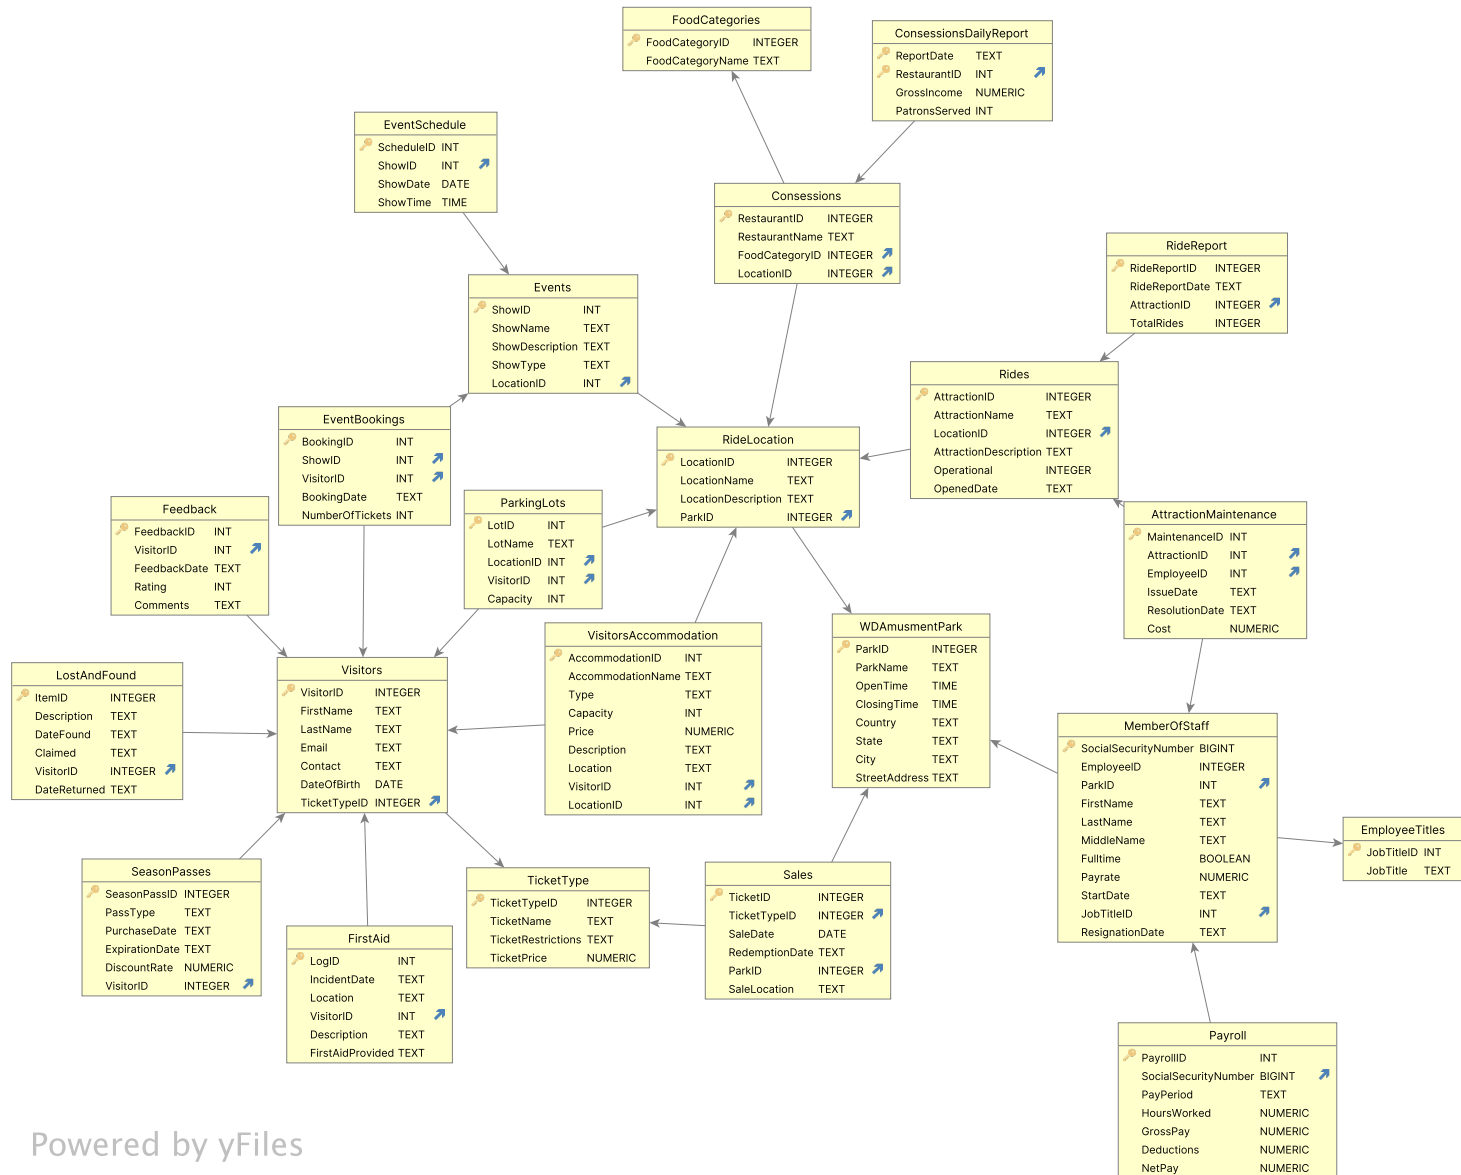 FoodCategories
FoodCategoryID INTEGER
FoodCategoryName TEXT
ConsessionsDailyReport
ReportDate TEXT
RestaurantID INT
GrossIncome NUMERIC
PatronsServed INT
EventSchedule
ScheduleID INT
ShowID INT
ShowDate DATE
ShowTime TIME
Consessions
RestaurantID INTEGER
RestaurantName TEXT
FoodCategoryID INTEGER
LocationID INTEGER
RideReport
RideReportID INTEGER
RideReportDate TEXT
AttractionID INTEGER
TotalRides INTEGER
Events
ShowID INT
ShowName TEXT
ShowDescription TEXT
ShowType TEXT
LocationID INT
Rides
AttractionID INTEGER
AttractionName TEXT
LocationID INTEGER
AttractionDescription TEXT
Operational INTEGER
OpenedDate TEXT
EventBookings
BookingID INT
ShowID INT
VisitorID INT
BookingDate TEXT
NumberOfTickets INT
RideLocation
LocationID INTEGER
LocationName TEXT
LocationDescription TEXT
ParkID INTEGER
Feedback
FeedbackID INT
VisitorID INT
FeedbackDate TEXT
Rating INT
Comments TEXT
ParkingLots
LotID INT
LotName TEXT
LocationID INT
VisitorID INT
Capacity INT
AttractionMaintenance
MaintenanceID INT
AttractionID INT
EmployeeID INT
IssueDate TEXT
ResolutionDate TEXT
Cost NUMERIC
VisitorsAccommodation
AccommodationID INT
AccommodationName TEXT
Type TEXT
Capacity INT
Price NUMERIC
Description TEXT
Location TEXT
VisitorID INT
LocationID INT
WDAmusmentPark
ParkID INTEGER
ParkName TEXT
OpenTime TIME
ClosingTime TIME
Country TEXT
State TEXT
City TEXT
StreetAddress TEXT
LostAndFound
ItemID INTEGER
Description TEXT
DateFound TEXT
Claimed TEXT
VisitorID INTEGER
DateReturned TEXT
Visitors
VisitorID INTEGER
FirstName TEXT
LastName TEXT
Email TEXT
Contact TEXT
DateOfBirth DATE
TicketTypeID INTEGER
MemberOfStaff
SocialSecurityNumber BIGINT
EmployeeID INTEGER
ParkID INT
FirstName TEXT
LastName TEXT
MiddleName TEXT
Fulltime BOOLEAN
Payrate NUMERIC
StartDate TEXT
JobTitleID INT
ResignationDate TEXT
EmployeeTitles
JobTitleID INT
JobTitle TEXT
SeasonPasses
SeasonPassID INTEGER
PassType TEXT
PurchaseDate TEXT
ExpirationDate TEXT
DiscountRate NUMERIC
VisitorID INTEGER
TicketType
TicketTypeID INTEGER
TicketName TEXT
TicketRestrictions TEXT
TicketPrice NUMERIC
Sales
TicketID INTEGER
TicketTypeID INTEGER
SaleDate DATE
RedemptionDate TEXT
ParkID INTEGER
SaleLocation TEXT
FirstAid
LogID INT
IncidentDate TEXT
Location TEXT
VisitorID INT
Description TEXT
FirstAidProvided TEXT
Payroll
PayrollID INT
SocialSecurityNumber BIGINT
PayPeriod TEXT
HoursWorked NUMERIC
GrossPay NUMERIC
Deductions NUMERIC
NetPay NUMERIC
Powered by yFiles